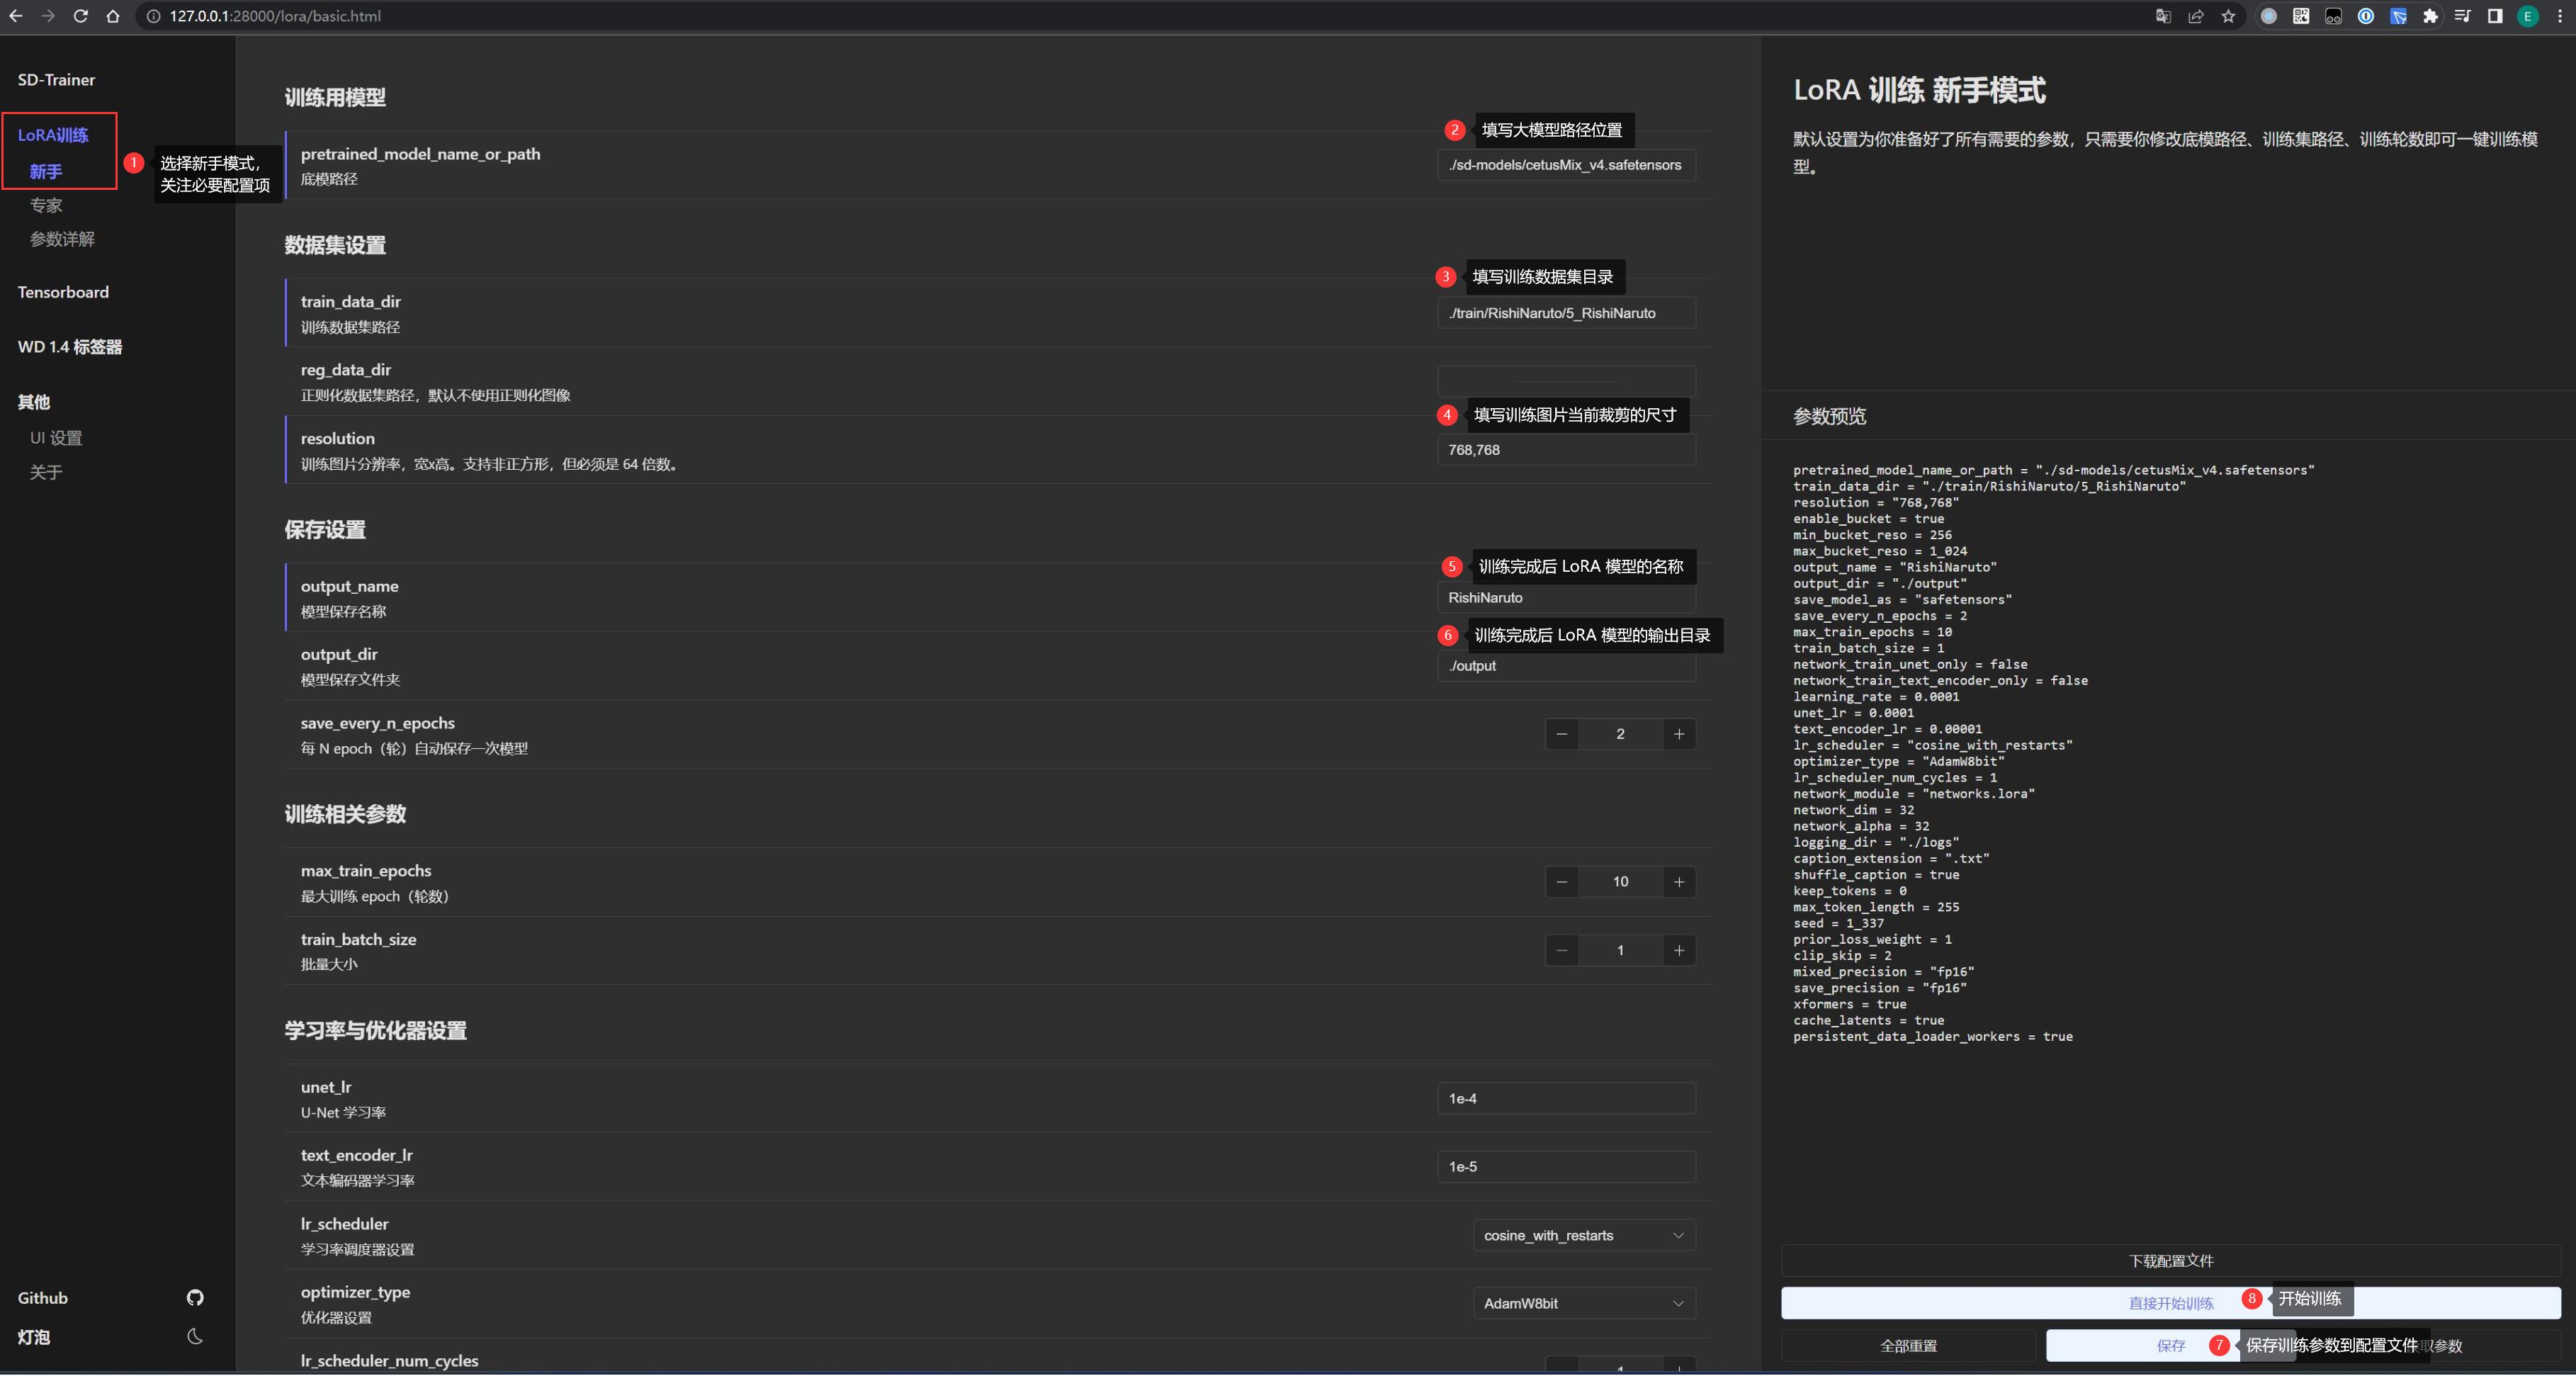 127.0.0.1:28000/lora/basic.html
E
SD-Trainer
LoRA训练
新手
专家
参数详解
Tensorboard
WD 1.4 标签器
其他
UI 设置
关于
Github
灯泡
1
选择新手模式，
关注必要配置项
训练用模型
2
填写大模型路径位置
pretrained_model_name_or_path
底模路径
./sd-models/cetusMix_v4.safetensors
数据集设置
3
填写训练数据集目录
train_data_dir
训练数据集路径
./train/RishiNaruto/5_RishiNaruto
reg_data_dir
正则化数据集路径，默认不使用正则化图像
4
填写训练图片当前裁剪的尺寸
resolution
训练图片分辨率，宽x高。支持非正方形，但必须是 64 倍数。
768,768
保存设置
5
训练完成后 LoRA 模型的名称
output_name
模型保存名称
RishiNaruto
6
训练完成后 LoRA 模型的输出目录
output_dir
模型保存文件夹
./output
save_every_n_epochs
每 N epoch（轮）自动保存一次模型
2
训练相关参数
max_train_epochs
最大训练 epoch（轮数）
10
train_batch_size
批量大小
1
学习率与优化器设置
unet_lr
U-Net 学习率
1e-4
text_encoder_lr
文本编码器学习率
1e-5
lr_scheduler
学习率调度器设置
cosine_with_restarts
optimizer_type
优化器设置
AdamW8bit
lr_scheduler_num_cycles
LoRA 训练 新手模式
默认设置为你准备好了所有需要的参数，只需要你修改底模路径、训练集路径、训练轮数即可一键训练模
型。
参数预览
pretrained_model_name_or_path = "./sd-models/cetusMix_v4.safetensors"
train_data_dir = "./train/RishiNaruto/5_RishiNaruto"
resolution = "768,768"
enable_bucket = true
min_bucket_reso = 256
max_bucket_reso = 1_024
output_name = "RishiNaruto"
output_dir = "./output"
save_model_as = "safetensors"
save_every_n_epochs = 2
max_train_epochs = 10
train_batch_size = 1
network_train_unet_only = false
network_train_text_encoder_only = false
learning_rate = 0.0001
unet_lr = 0.0001
text_encoder_lr = 0.00001
lr_scheduler = "cosine_with_restarts"
optimizer_type = "AdamW8bit"
lr_scheduler_num_cycles = 1
network_module = "networks.lora"
network_dim = 32
network_alpha = 32
logging_dir = "./logs"
caption_extension = ".txt"
shuffle_caption = true
keep_tokens = 0
max_token_length = 255
seed = 1_337
prior_loss_weight = 1
clip_skip = 2
mixed_precision = "fp16"
save_precision = "fp16"
xformers = true
cache_latents = true
persistent_data_loader_workers = true
下载配置文件
直接开始训练
8
开始训练
全部重置
保存
7
保存训练参数到配置文件
取参数